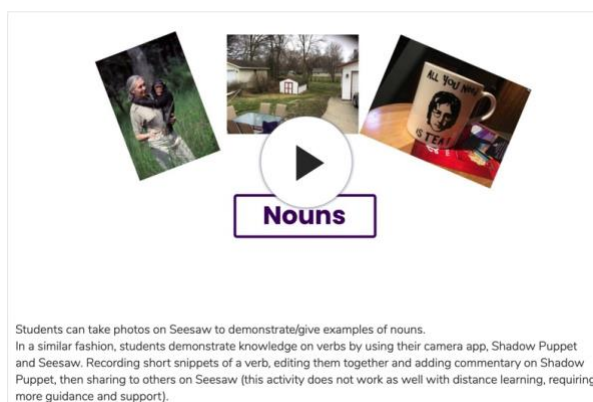 ALL YOU NEED
IS TEA!
Nouns
Students can take photos on Seesaw to demonstrate/give examples of nouns.
In a similar fashion, students demonstrate knowledge on verbs by using their camera app, Shadow Puppet
and Seesaw. Recording short snippets of a verb, editing them together and adding commentary on Shadow
Puppet, then sharing to others on Seesaw (this activity does not work as well with distance learning, requiring
more guidance and support).